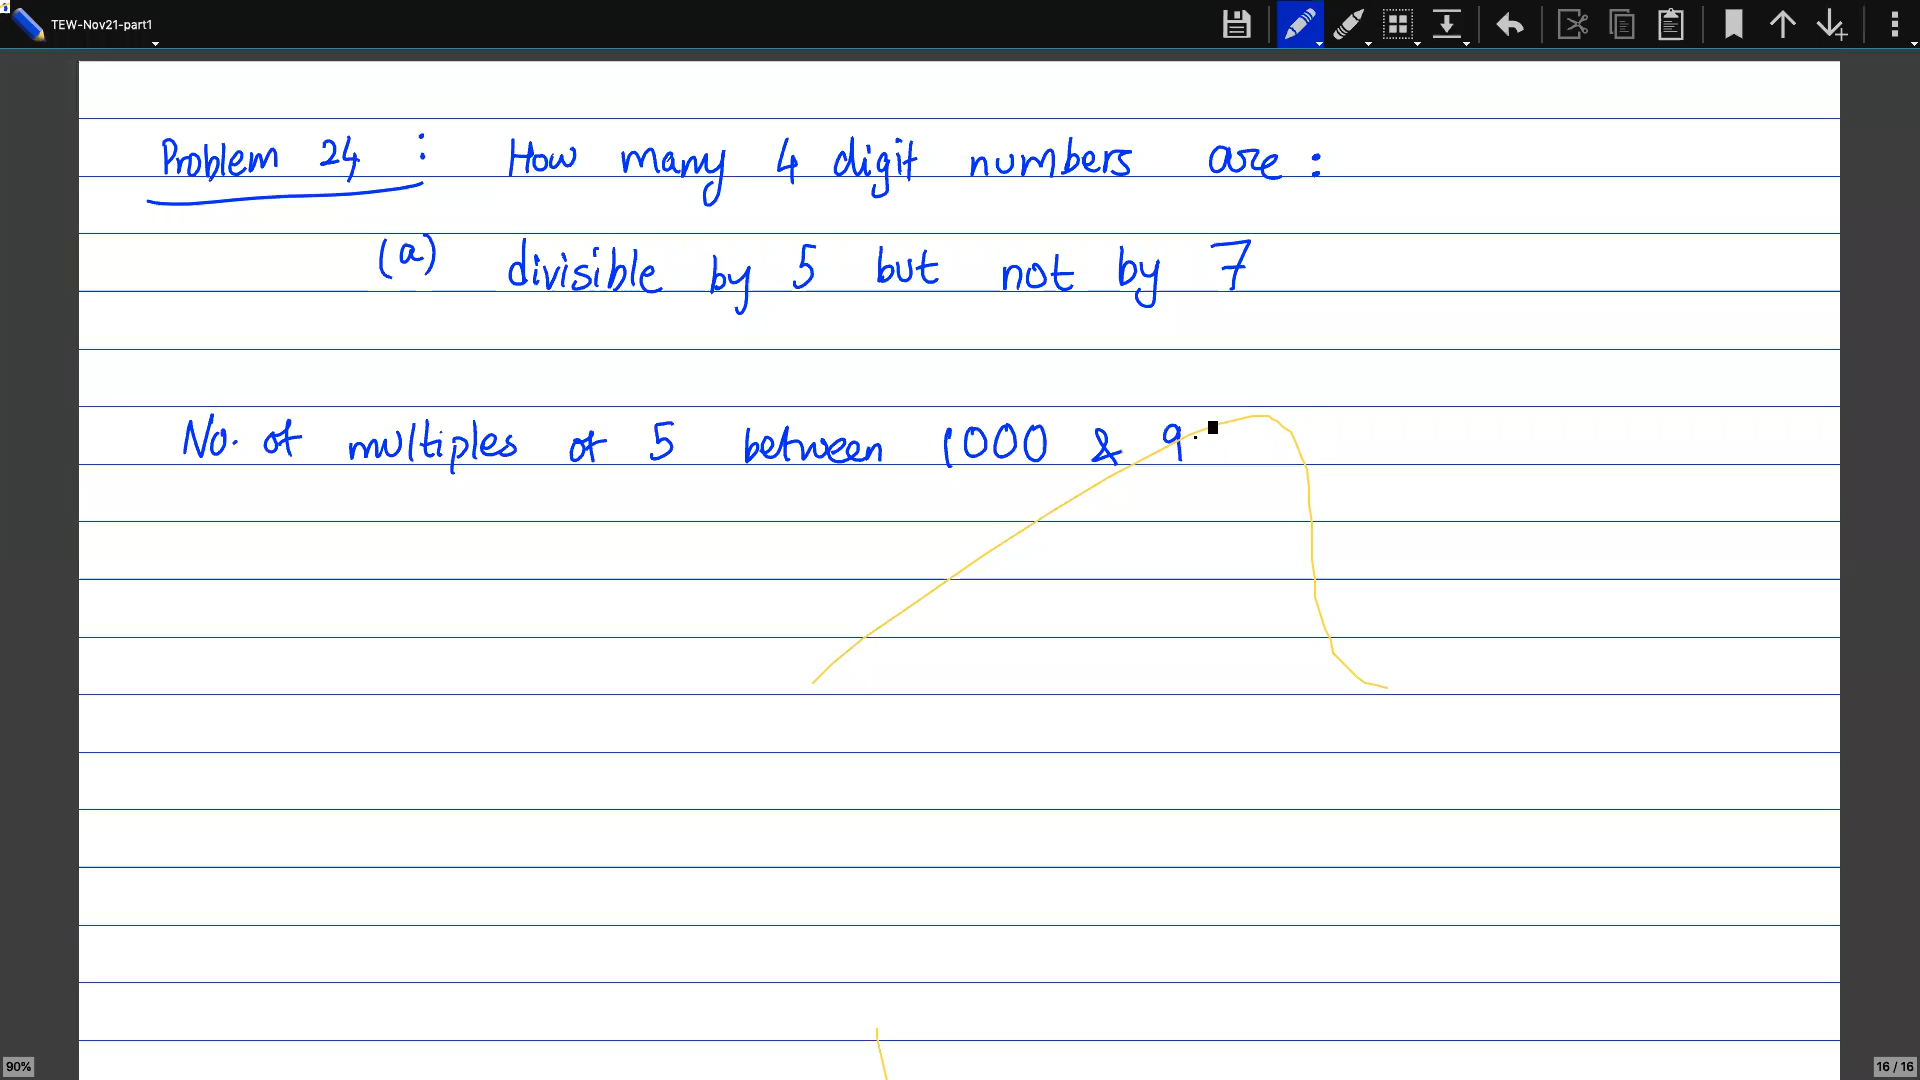 TEW-Nov21-part1
Problem 24 : How many 4 digit numbers are :
(a) divisible by 5 but not by 7
No. of multiples of 5 between 1000 & 9
90%
16 / 16